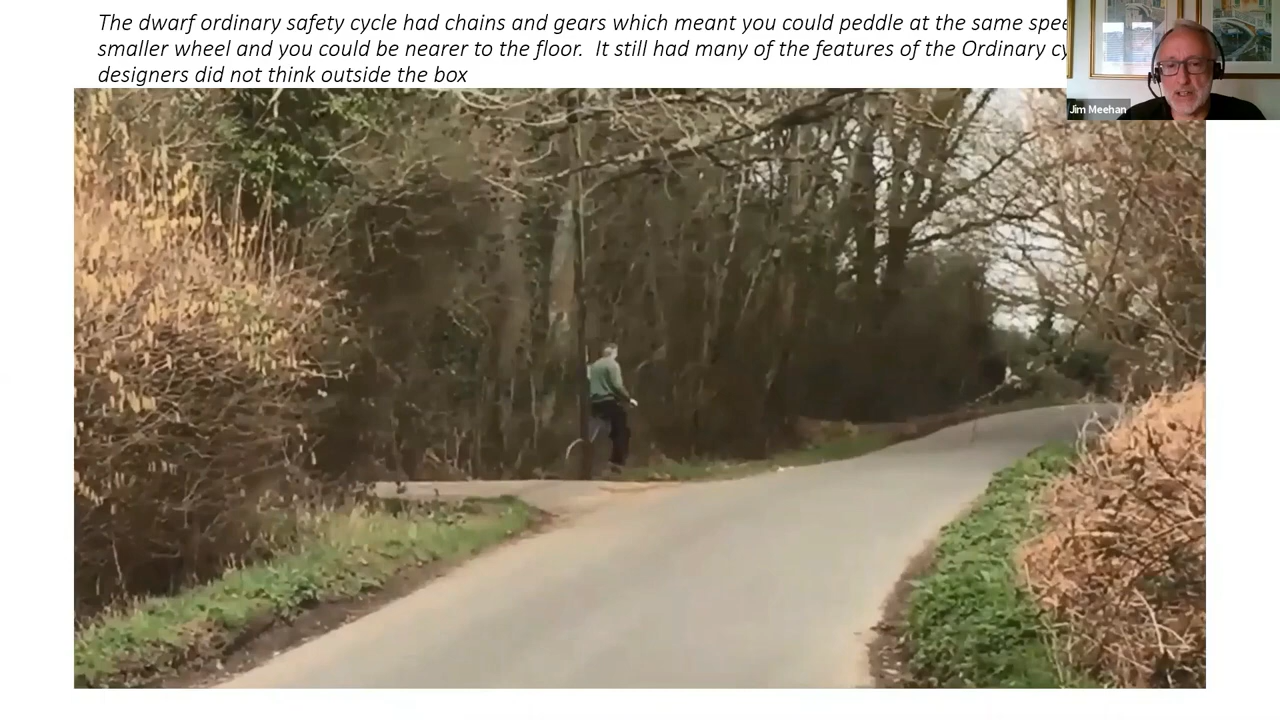 The dwarf ordinary safety cycle had chains and gears which meant you could peddle at the same spee
smaller wheel and you could be nearer to the floor.  It still had many of the features of the Ordinary cy
designers did not think outside the box
Jim Meehan